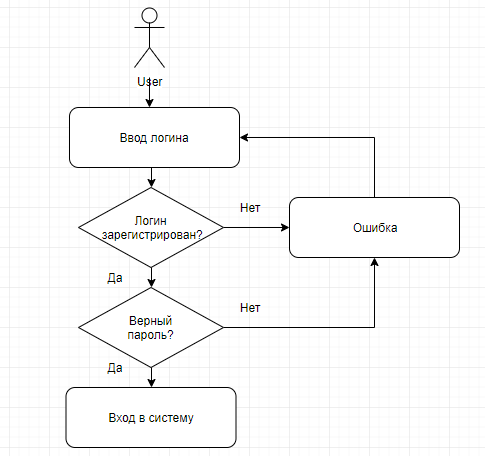 User
Ввод логина
Логин
зарегистрирован?
Нет
Ошибка
Да
Верный
пароль?
Нет
Да
Вход в систему